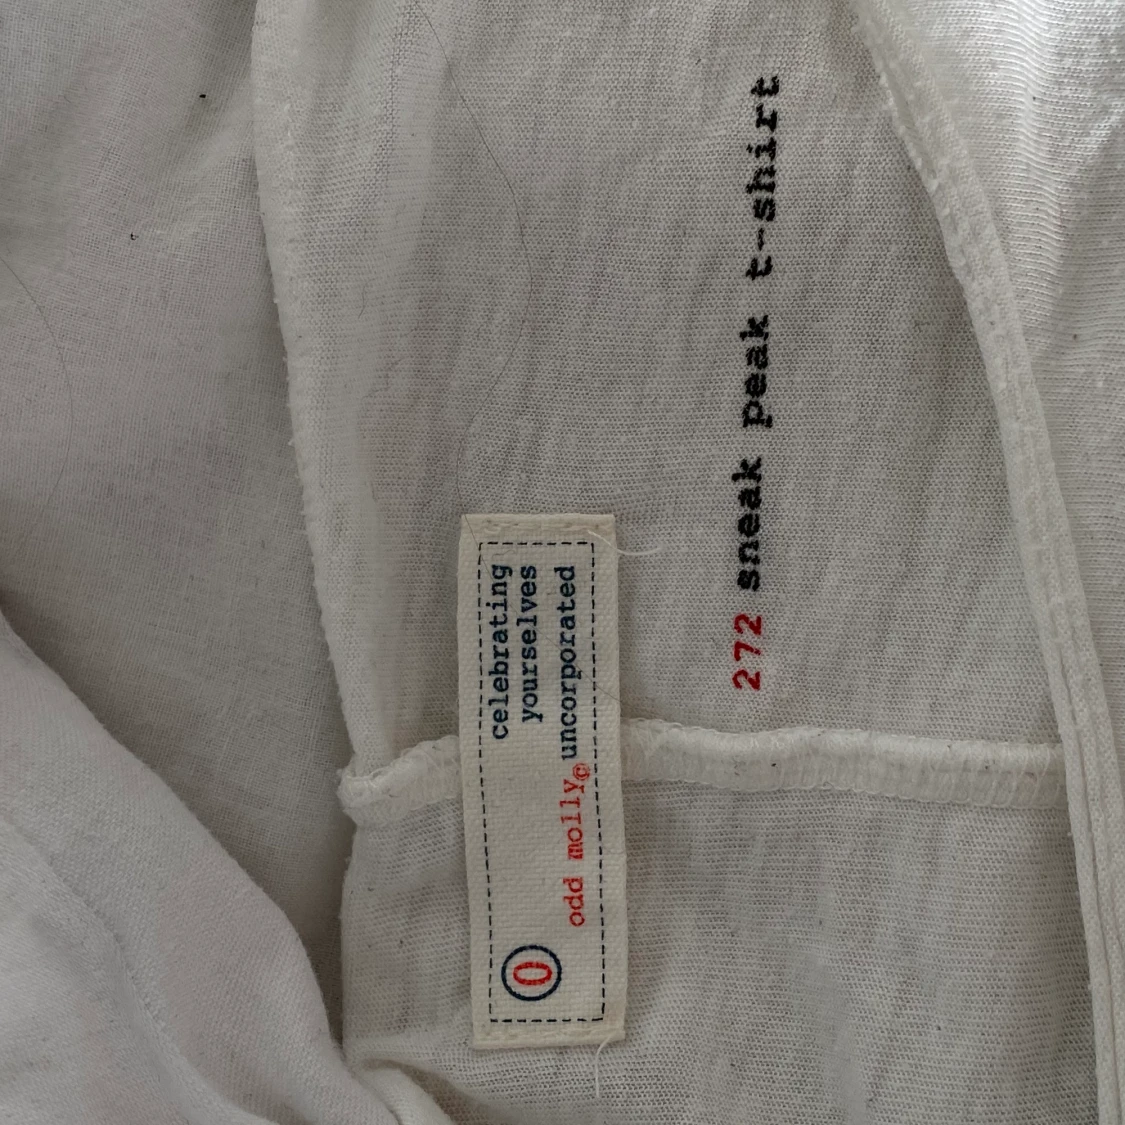 celebrating
yourselves
odd molly© uncorporated
0
272 sneak peak t-shirt